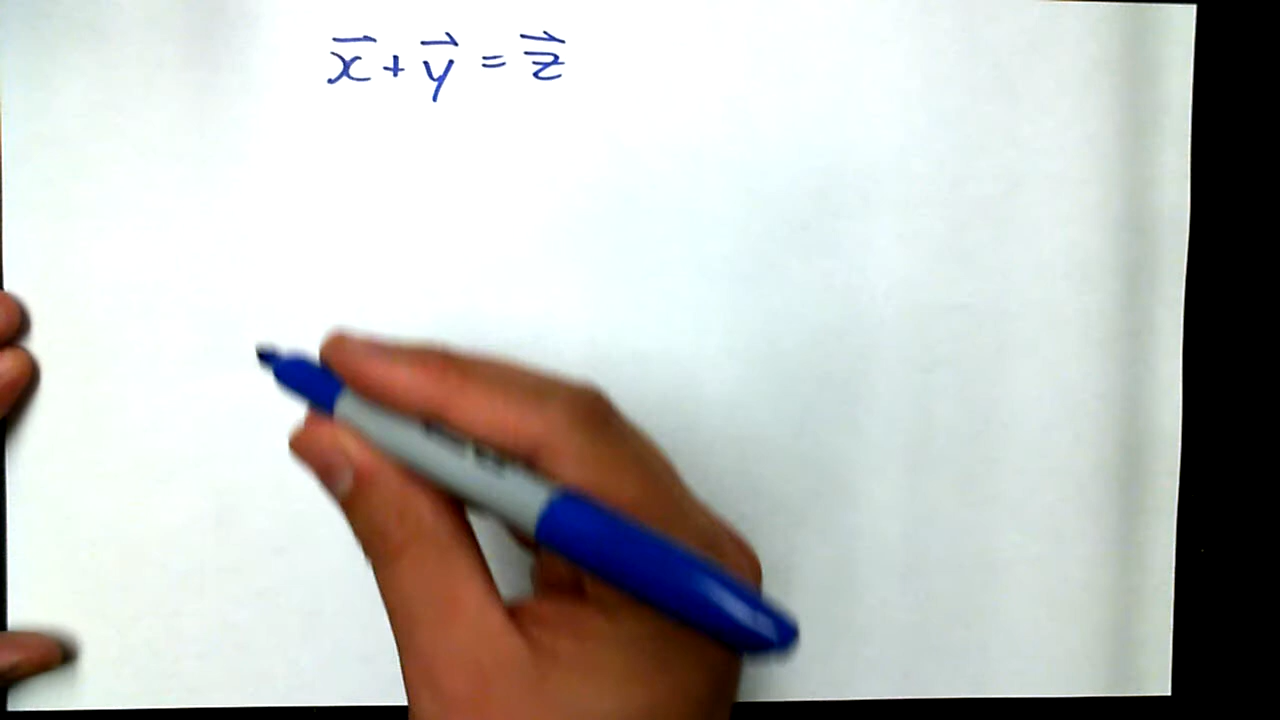 x⃗ + y⃗ = z⃗